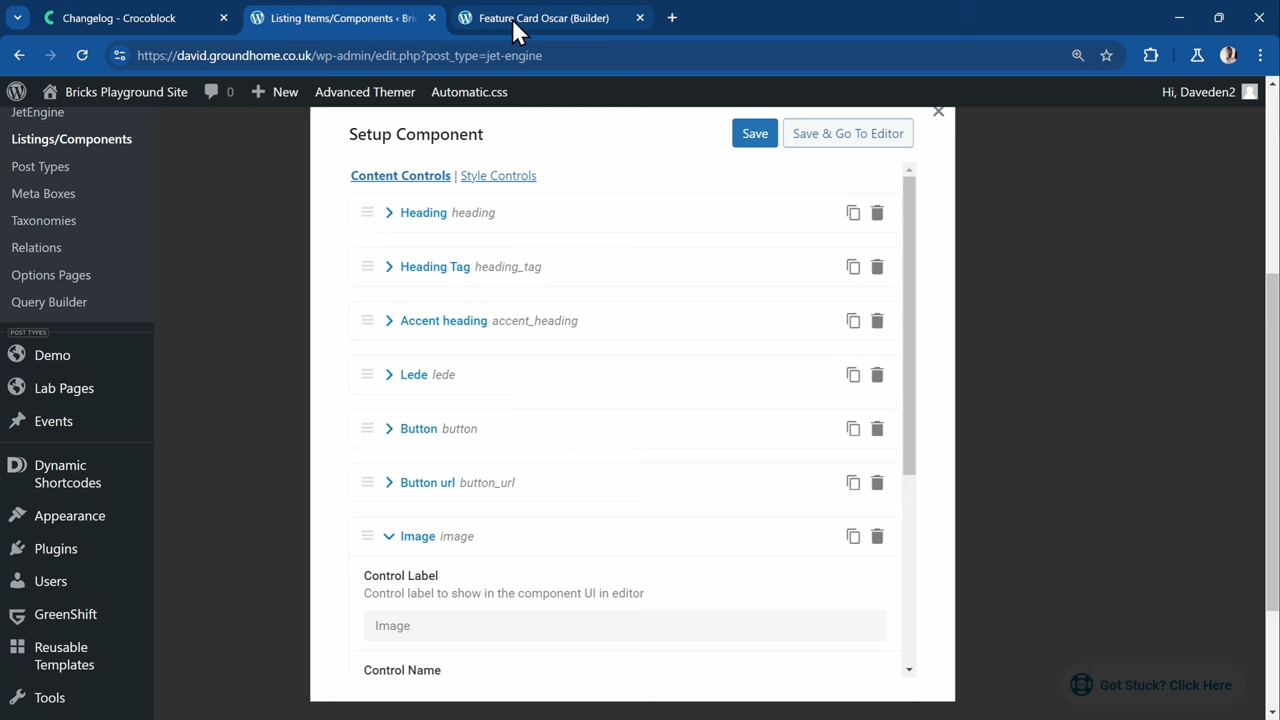 Changelog - Crocoblock
Listing Items/Components ‹ Bri
Feature Card Oscar (Builder)
https://david.groundhome.co.uk/wp-admin/edit.php?post_type=jet-engine
Bricks Playground Site
0
New
Advanced Themer
Automatic.css
Hi, Daveden2
JetEngine
Listings/Components
Post Types
Meta Boxes
Taxonomies
Relations
Options Pages
Query Builder
POST TYPES
Demo
Lab Pages
Events
Dynamic
Shortcodes
Appearance
Plugins
Users
GreenShift
Reusable
Templates
Tools
Setup Component
Save
Save & Go To Editor
Content Controls | Style Controls
Heading heading
Heading Tag heading_tag
Accent heading accent_heading
Lede lede
Button button
Button url button_url
Image image
Control Label
Control label to show in the component UI in editor
Image
Control Name
Got Stuck? Click Here